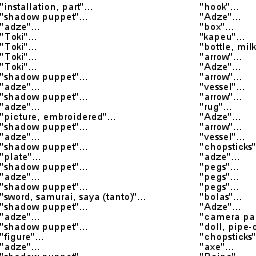 "installation, part"... "hook"...
"shadow puppet"... "Adze"...
"adze"... "box"...
"Toki"... "kapeu"...
"Toki"... "bottle, milk
"Toki"... "arrow"...
"Toki"... "Adze"...
"shadow puppet"... "arrow"...
"adze"... "vessel"...
"shadow puppet"... "arrow"...
"adze"... "rug"...
"picture, embroidered"... "Adze"...
"shadow puppet"... "arrow"...
"adze"... "vessel"...
"shadow puppet"... "chopsticks"
"plate"... "adze"...
"shadow puppet"... "pegs"...
"adze"... "pegs"...
"shadow puppet"... "pegs"...
"sword, samurai, saya (tanto)"... "bolas"...
"shadow puppet"... "Adze"...
"adze"... "camera pa
"shadow puppet"... "doll, pipe-c
"figure"... "chopsticks"
"adze"... "axe"...
"shadow puppet"...